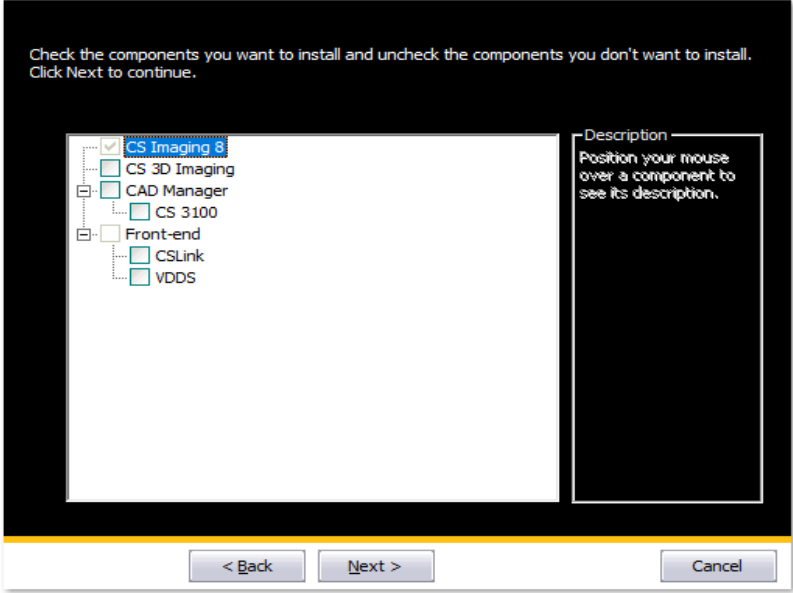 Check the components you want to install and uncheck the components you don't want to install.
Click Next to continue.
CS Imaging 8
CS 3D Imaging
CAD Manager
CS 3100
Front-end
CSLink
VDDS
Description
Position your mouse
over a component to
see its description.
< Back
Next >
Cancel